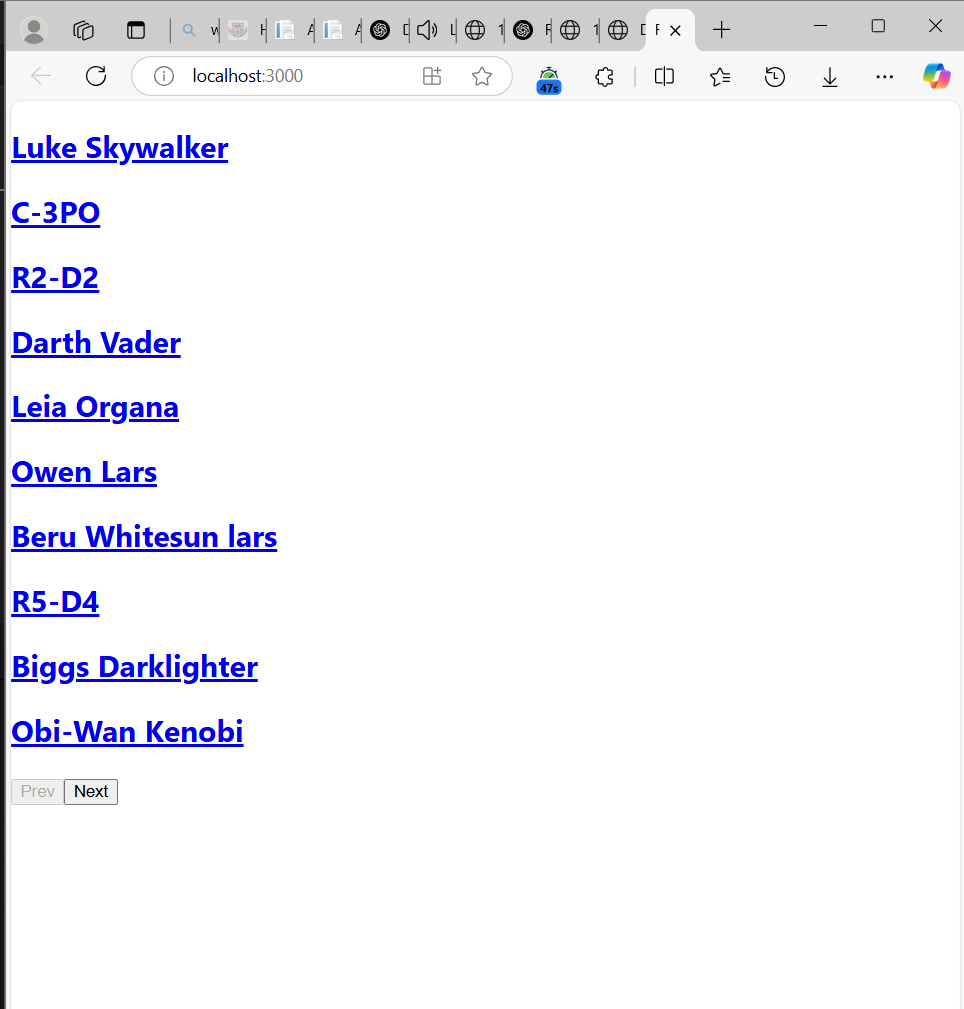 localhost:3000
47s
Luke Skywalker
C-3PO
R2-D2
Darth Vader
Leia Organa
Owen Lars
Beru Whitesun lars
R5-D4
Biggs Darklighter
Obi-Wan Kenobi
Prev Next